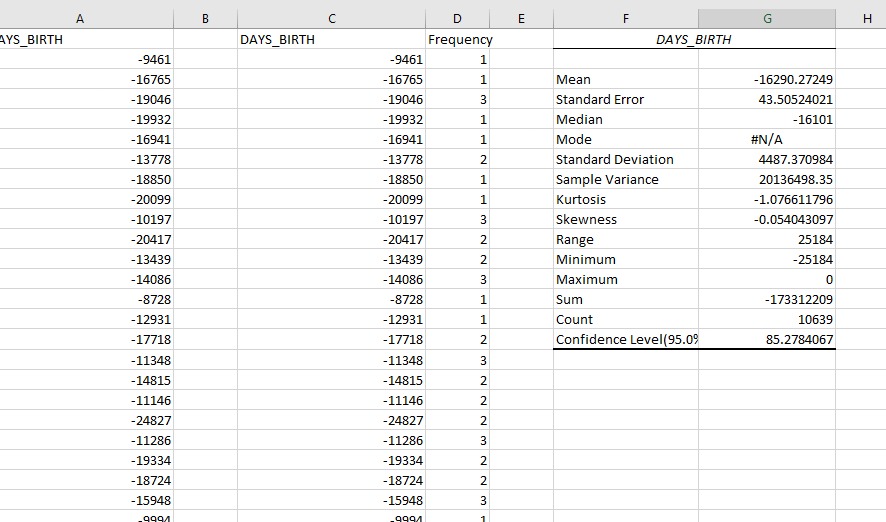 A B C D E F G H
AYS_BIRTH DAYS_BIRTH Frequency DAYS_BIRTH
-9461 -9461 1
-16765 -16765 1 Mean -16290.27249
-19046 -19046 3 Standard Error 43.50524021
-19932 -19932 1 Median -16101
-16941 -16941 1 Mode #N/A
-13778 -13778 2 Standard Deviation 4487.370984
-18850 -18850 1 Sample Variance 20136498.35
-20099 -20099 1 Kurtosis -1.076611796
-10197 -10197 3 Skewness -0.054043097
-20417 -20417 2 Range 25184
-13439 -13439 2 Minimum -25184
-14086 -14086 3 Maximum 0
-8728 -8728 1 Sum -173312209
-12931 -12931 1 Count 10639
-17718 -17718 2 Confidence Level(95.0% 85.2784067
-11348 -11348 3
-14815 -14815 2
-11146 -11146 2
-24827 -24827 2
-11286 -11286 3
-19334 -19334 2
-18724 -18724 2
-15948 -15948 3
-9994 -9994 1